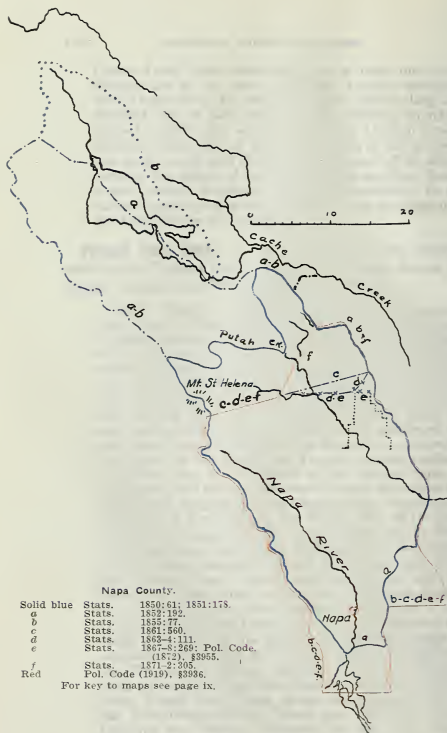 b
a
0 10 20
Cache
a-b
Creek
a-b
a
b-f
Putah cr.
f
c
d
Mt. St Helena
c-d-e-f
d-e
e
Napa
River
a
b-c-d-e-f
Napa
a
b-c-d-e-f
Napa County.
Solid blue Stats. 1850:61; 1851:178.
a Stats. 1852:192.
b Stats. 1855:77.
c Stats. 1861:560.
d Stats. 1863-4:111.
e Stats. 1867-8:269; Pol. Code.
(1872), §3955.
f Stats. 1871-2:305.
Red Pol. Code (1919), §3936.
For key to maps see page ix.